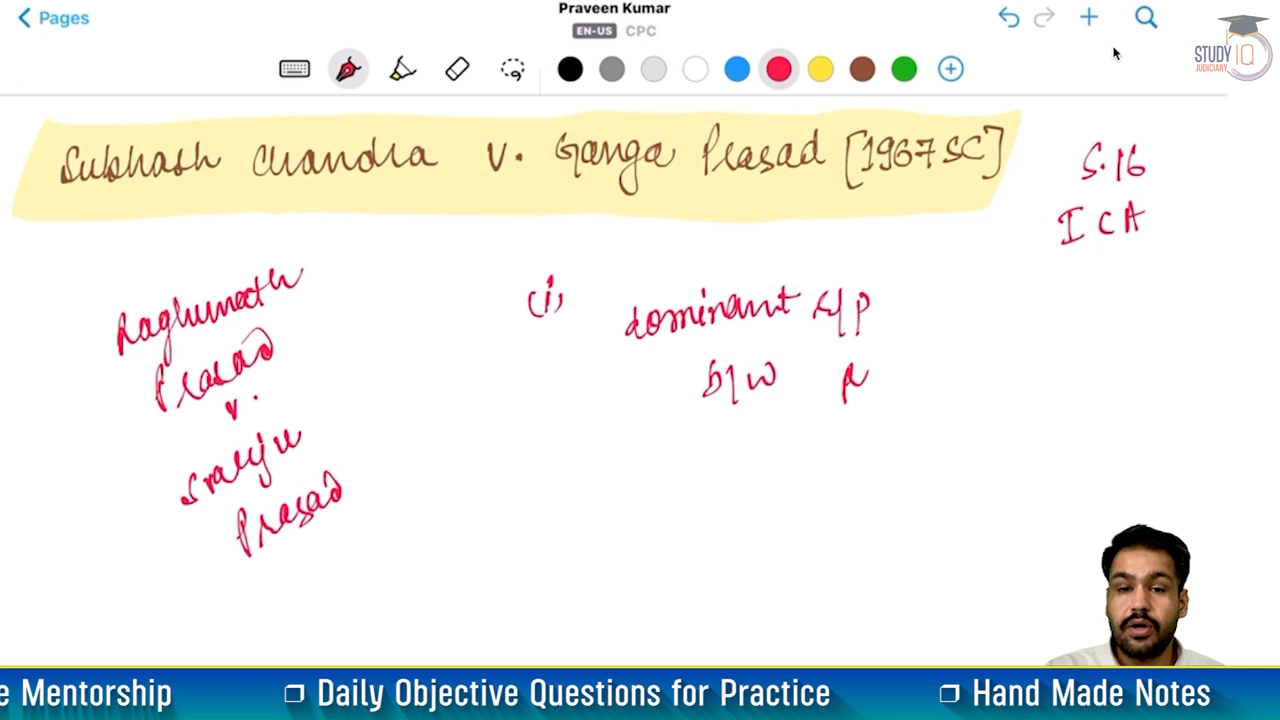 Pages
Praveen Kumar
EN-US CPC
STUDY IQ
JUDICIARY
Subhash Chandra v. Ganga Prasad [1967 SC]
S.16
ICA
Raghunath
Prasad
v.
Sraiju
Prasad
(i)
dominant r/p
b/w
e Mentorship
Daily Objective Questions for Practice
Hand Made Notes